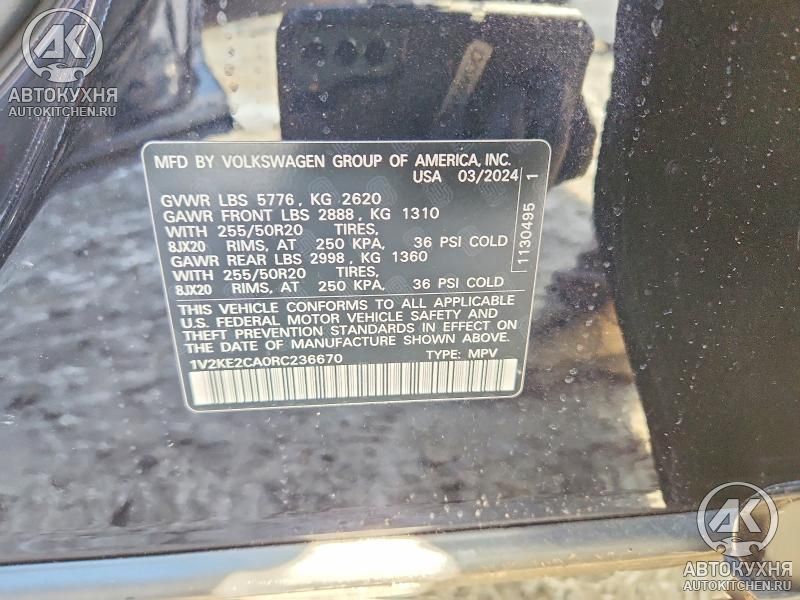 AK
АВТОКУХНЯ
AUTOKITCHEN.RU
MFD BY VOLKSWAGEN GROUP OF AMERICA, INC.
USA 03/2024
GVWR LBS 5776, KG 2620
GAWR FRONT LBS 2888, KG 1310
WITH 255/50R20 TIRES,
8JX20 RIMS, AT 250 KPA, 36 PSI COLD
GAWR REAR LBS 2998, KG 1360
WITH 255/50R20 TIRES,
8JX20 RIMS, AT 250 KPA, 36 PSI COLD
1130495 1
THIS VEHICLE CONFORMS TO ALL APPLICABLE
U.S. FEDERAL MOTOR VEHICLE SAFETY AND
THEFT PREVENTION STANDARDS IN EFFECT ON
THE DATE OF MANUFACTURE SHOWN ABOVE.
1V2KE2CA0RC236670 TYPE: MPV
AK
АВТОКУХНЯ
AUTOKITCHEN.RU